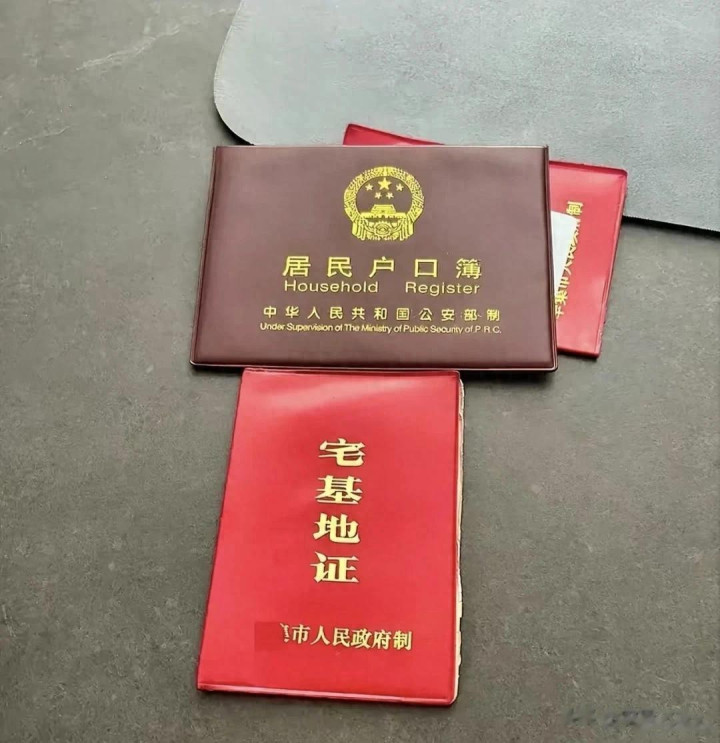 居民户口簿
Household Register
中华人民共和国公安部制
Under Supervision of The Ministry of Public Security of P.R.C.
宅基地证
市人民政府制